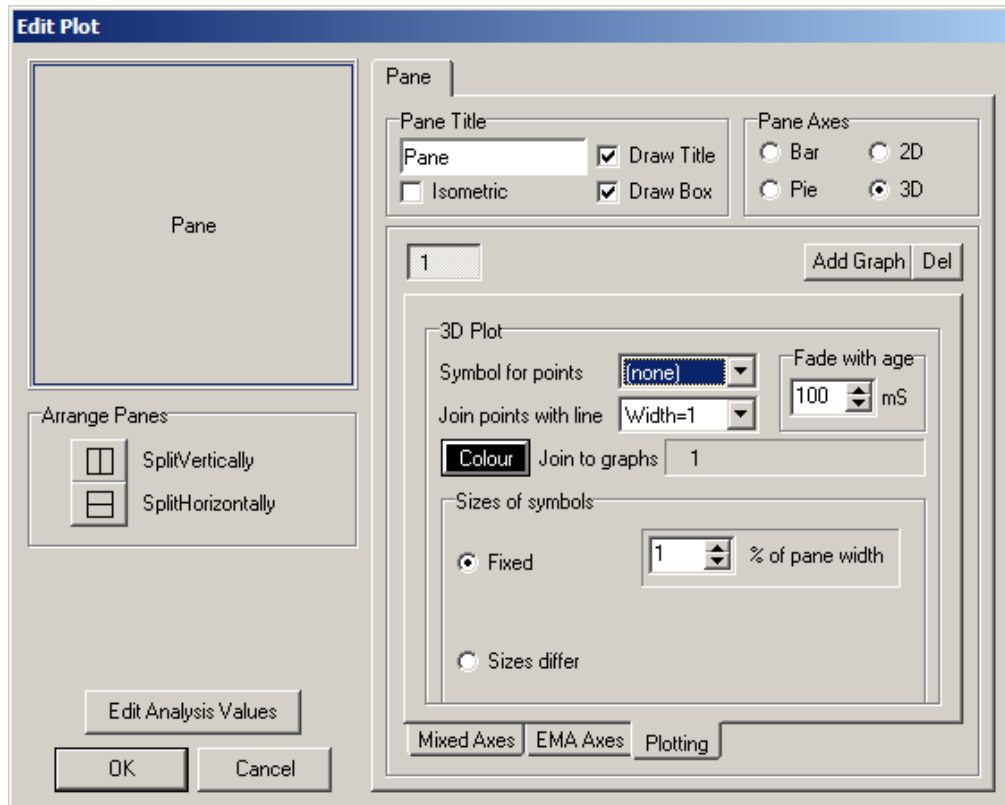 Edit Plot
Pane
Arrange Panes
SplitVertically
SplitHorizontally
Edit Analysis Values
OK
Cancel
Pane
Pane Title
Pane
Draw Title
Isometric
Draw Box
Pane Axes
Bar
2D
Pie
3D
1
Add Graph
Del
3D Plot
Symbol for points
(none)
Join points with line
Width=1
Fade with age
100
mS
Colour
Join to graphs
1
Sizes of symbols
Fixed
1
% of pane width
Sizes differ
Mixed Axes
EMA Axes
Plotting